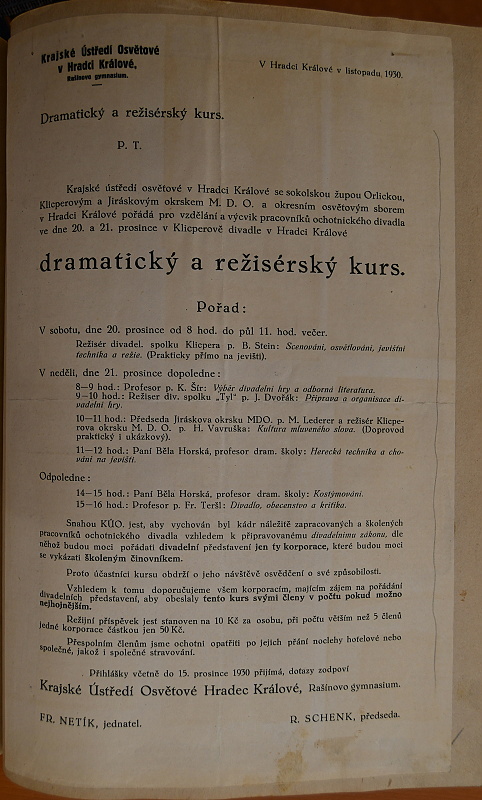 Krajské Ústředí Osvětové
v Hradci Králové,
Rašínovo gymnasium.
V Hradci Králové v listopadu, 1930.
Dramatický a režisérský kurs.
P. T.
Krajské ústředí osvětové v Hradci Králové se sokolskou župou Orlickou,
Klicperovým a Jiráskovým okrskem M. D. O. a okresním osvětovým sborem
v Hradci Králové pořádá pro vzdělání a výcvik pracovníků ochotnického divadla
ve dne 20. a 21. prosince v Klicperově divadle v Hradci Králové
dramatický a režisérský kurs.
Pořad:
V sobotu, dne 20. prosince od 8 hod. do půl 11. hod. večer.
Režisér divadel. spolku Klicpera p. B. Stein: Scenování, osvětlování, jevištní
technika a režie. (Prakticky přímo na jevišti).
V neděli, dne 21. prosince dopoledne:
8—9 hod.: Profesor p. K. Šír: Výběr divadelní hry a odborná literatura.
9—10 hod.: Režiser div. spolku „Tyl" p. J. Dvořák: Příprava a organisace di-
vadelní hry.
10—11 hod.: Předseda Jiráskova okrsku MDO. p. M. Lederer a režisér Klicpe-
rova okrsku M. D. O. p. H. Vavruška: Kultura mluveného slova. (Doprovod
praktický i ukázkový).
11—12 hod.: Paní Běla Horská, profesor dram. školy: Herecká technika a cho-
vání na jevišti.
Odpoledne:
14—15 hod.: Paní Běla Horská, profesor dram. školy: Kostýmování.
15—16 hod.: Profesor p. Fr. Teršl: Divadlo, obecenstvo a kritika.
Snahou KÚO. jest, aby vychován byl kádr náležitě zapracovaných a školených
pracovníků ochotnického divadla vzhledem k připravovanému divadelnímu zákonu, dle
něhož budou moci pořádati divadelní představení jen ty korporace, které budou moci
se vykázati školeným činovníkem.
Proto účastníci kursu obdrží o jeho návštěvě osvědčení o své způsobilosti.
Vzhledem k tomu doporučujeme všem korporacím, majícím zájem na pořádání
divadelních představení, aby obeslaly tento kurs svými členy v počtu pokud možno
nejhojnějším.
Režijní příspěvek jest stanoven na 10 Kč za osobu, při počtu větším než 5 členů
jedné korporace částkou jen 50 Kč.
Přespolním členům jsme ochotni opatřiti po jejich přání noclehy hotelové nebo
společné, jakož i společné stravování.
Přihlášky včetně do 15. prosince 1930 přijímá, dotazy zodpoví
Krajské Ústředí Osvětové Hradec Králové, Rašínovo gymnasium.
FR. NETÍK, jednatel.
R. SCHENK, předseda.